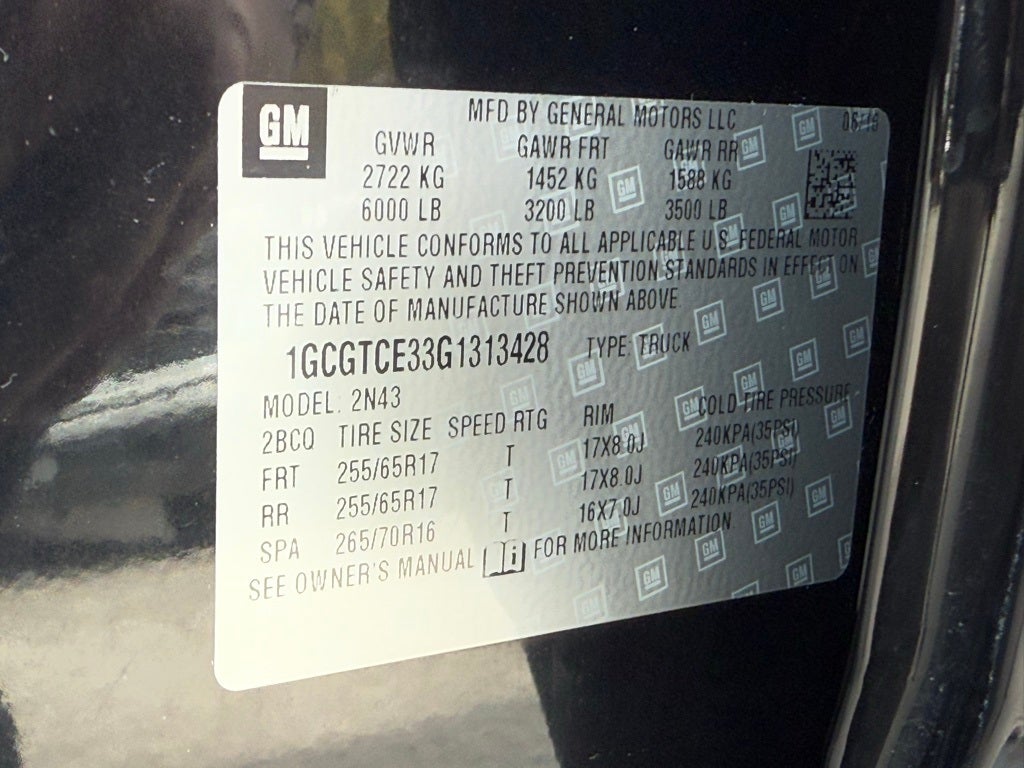 GM
MFD BY GENERAL MOTORS LLC 06/16
GVWR GAWR FRT GAWR RR
2722 KG 1452 KG 1588 KG
6000 LB 3200 LB 3500 LB
THIS VEHICLE CONFORMS TO ALL APPLICABLE U.S. FEDERAL MOTOR
VEHICLE SAFETY AND THEFT PREVENTION STANDARDS IN EFFECT ON
THE DATE OF MANUFACTURE SHOWN ABOVE.
1GCGTCE33G1313428 TYPE: TRUCK
MODEL: 2N43
2BCQ TIRE SIZE SPEED RTG RIM COLD TIRE PRESSURE
FRT 255/65R17 T 17X8.0J 240KPA(35PSI)
RR 255/65R17 T 17X8.0J 240KPA(35PSI)
SPA 265/70R16 T 16X7.0J 240KPA(35PSI)
SEE OWNER'S MANUAL i FOR MORE INFORMATION